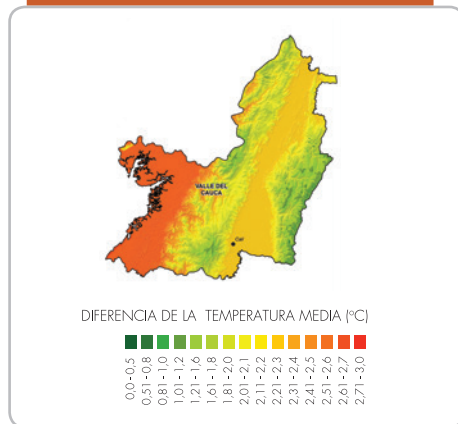 VALLE DEL
CAUCA
Cali
DIFERENCIA DE LA TEMPERATURA MEDIA (ºC)
0,0 - 0,5
0,51 - 0,8
0,81 - 1,0
1,01 - 1,2
1,21 - 1,6
1,61 - 1,8
1,81 - 2,0
2,01 - 2,1
2,11 - 2,2
2,21 - 2,3
2,31 - 2,4
2,41 - 2,5
2,51 - 2,6
2,61 - 2,7
2,71 - 3,0